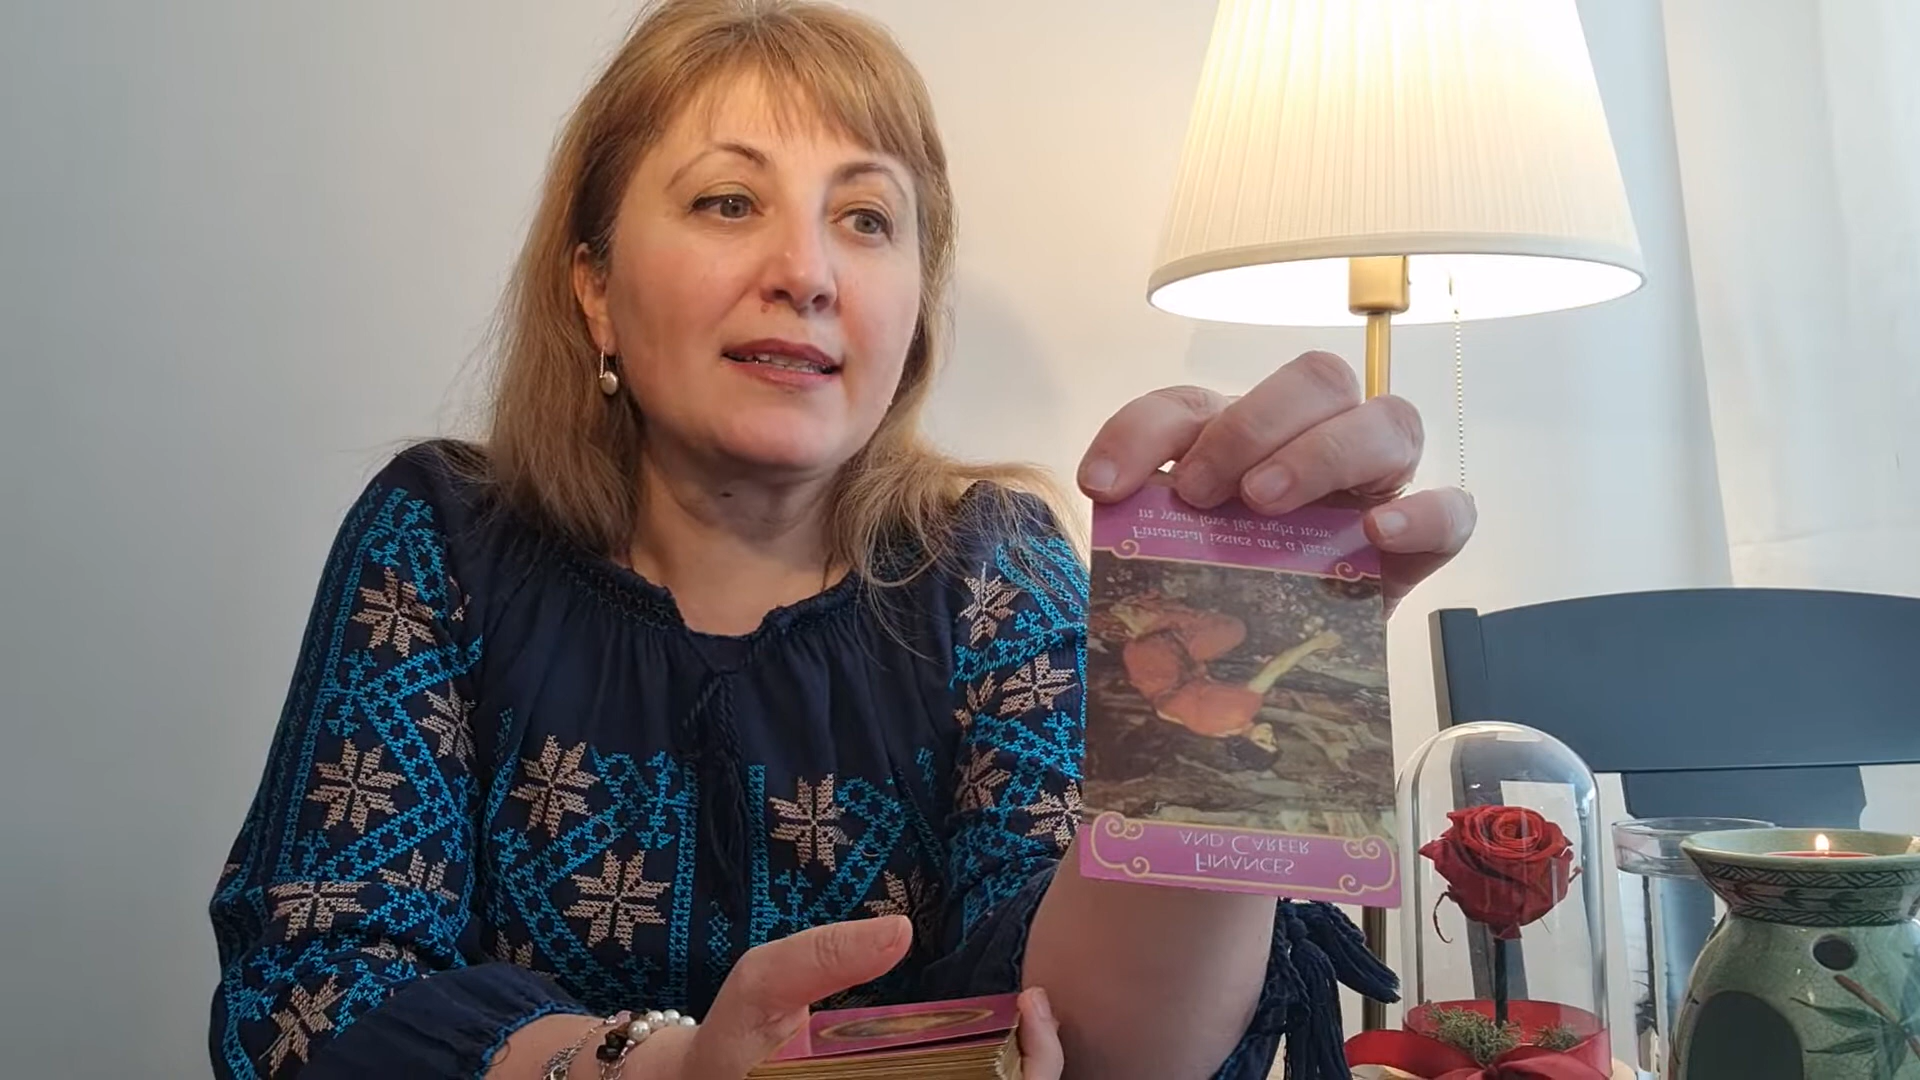 FINANCES
AND CAREER
Financial issues are a factor
in your love life right now.